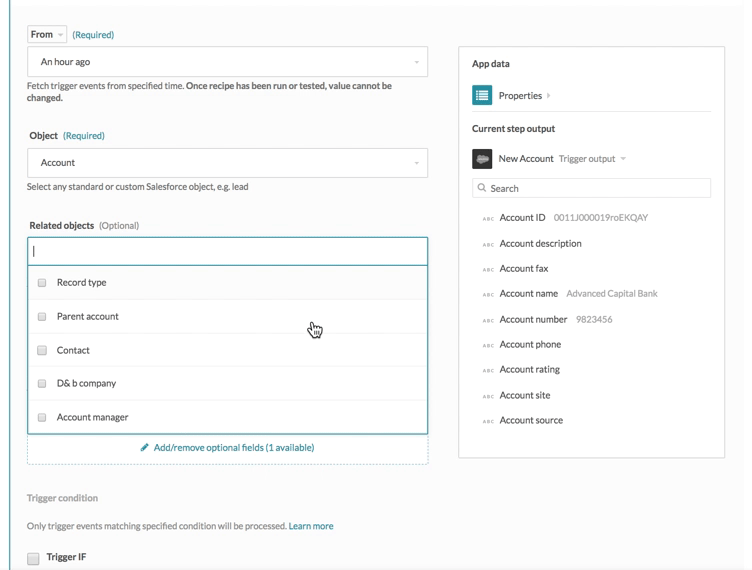 From (Required)
An hour ago
Fetch trigger events from specified time. Once recipe has been run or tested, value cannot be
changed.
Object (Required)
Account
Select any standard or custom Salesforce object, e.g. lead
Related objects (Optional)
Record type
Parent account
Contact
D& b company
Account manager
Add/remove optional fields (1 available)
Trigger condition
Only trigger events matching specified condition will be processed. Learn more
Trigger IF
App data
Properties
Current step output
New Account Trigger output
Search
ABC Account ID 0011J000019roEKQAY
ABC Account description
ABC Account fax
ABC Account name Advanced Capital Bank
ABC Account number 9823456
ABC Account phone
ABC Account rating
ABC Account site
ABC Account source